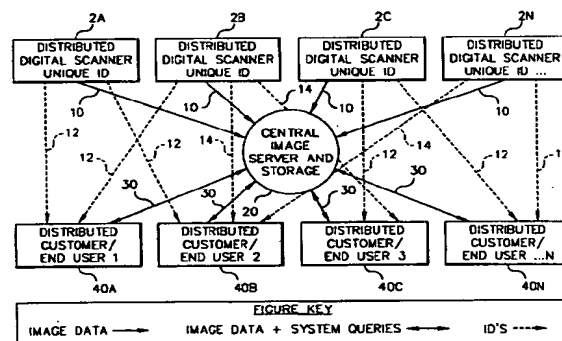 2A
2B
2C
2N
DISTRIBUTED
DIGITAL SCANNER
UNIQUE ID
DISTRIBUTED
DIGITAL SCANNER
UNIQUE ID
DISTRIBUTED
DIGITAL SCANNER
UNIQUE ID
DISTRIBUTED
DIGITAL SCANNER
UNIQUE ID ...
10
10
14
10
10
12
12
12
14
CENTRAL
IMAGE
SERVER AND
STORAGE
12
14
12
30
30
20
30
30
DISTRIBUTED
CUSTOMER/
END USER 1
DISTRIBUTED
CUSTOMER/
END USER 2
DISTRIBUTED
CUSTOMER/
END USER 3
DISTRIBUTED
CUSTOMER/
END USER ...N
40A
40B
40C
40N
FIGURE KEY
IMAGE DATA
IMAGE DATA + SYSTEM QUERIES
ID'S